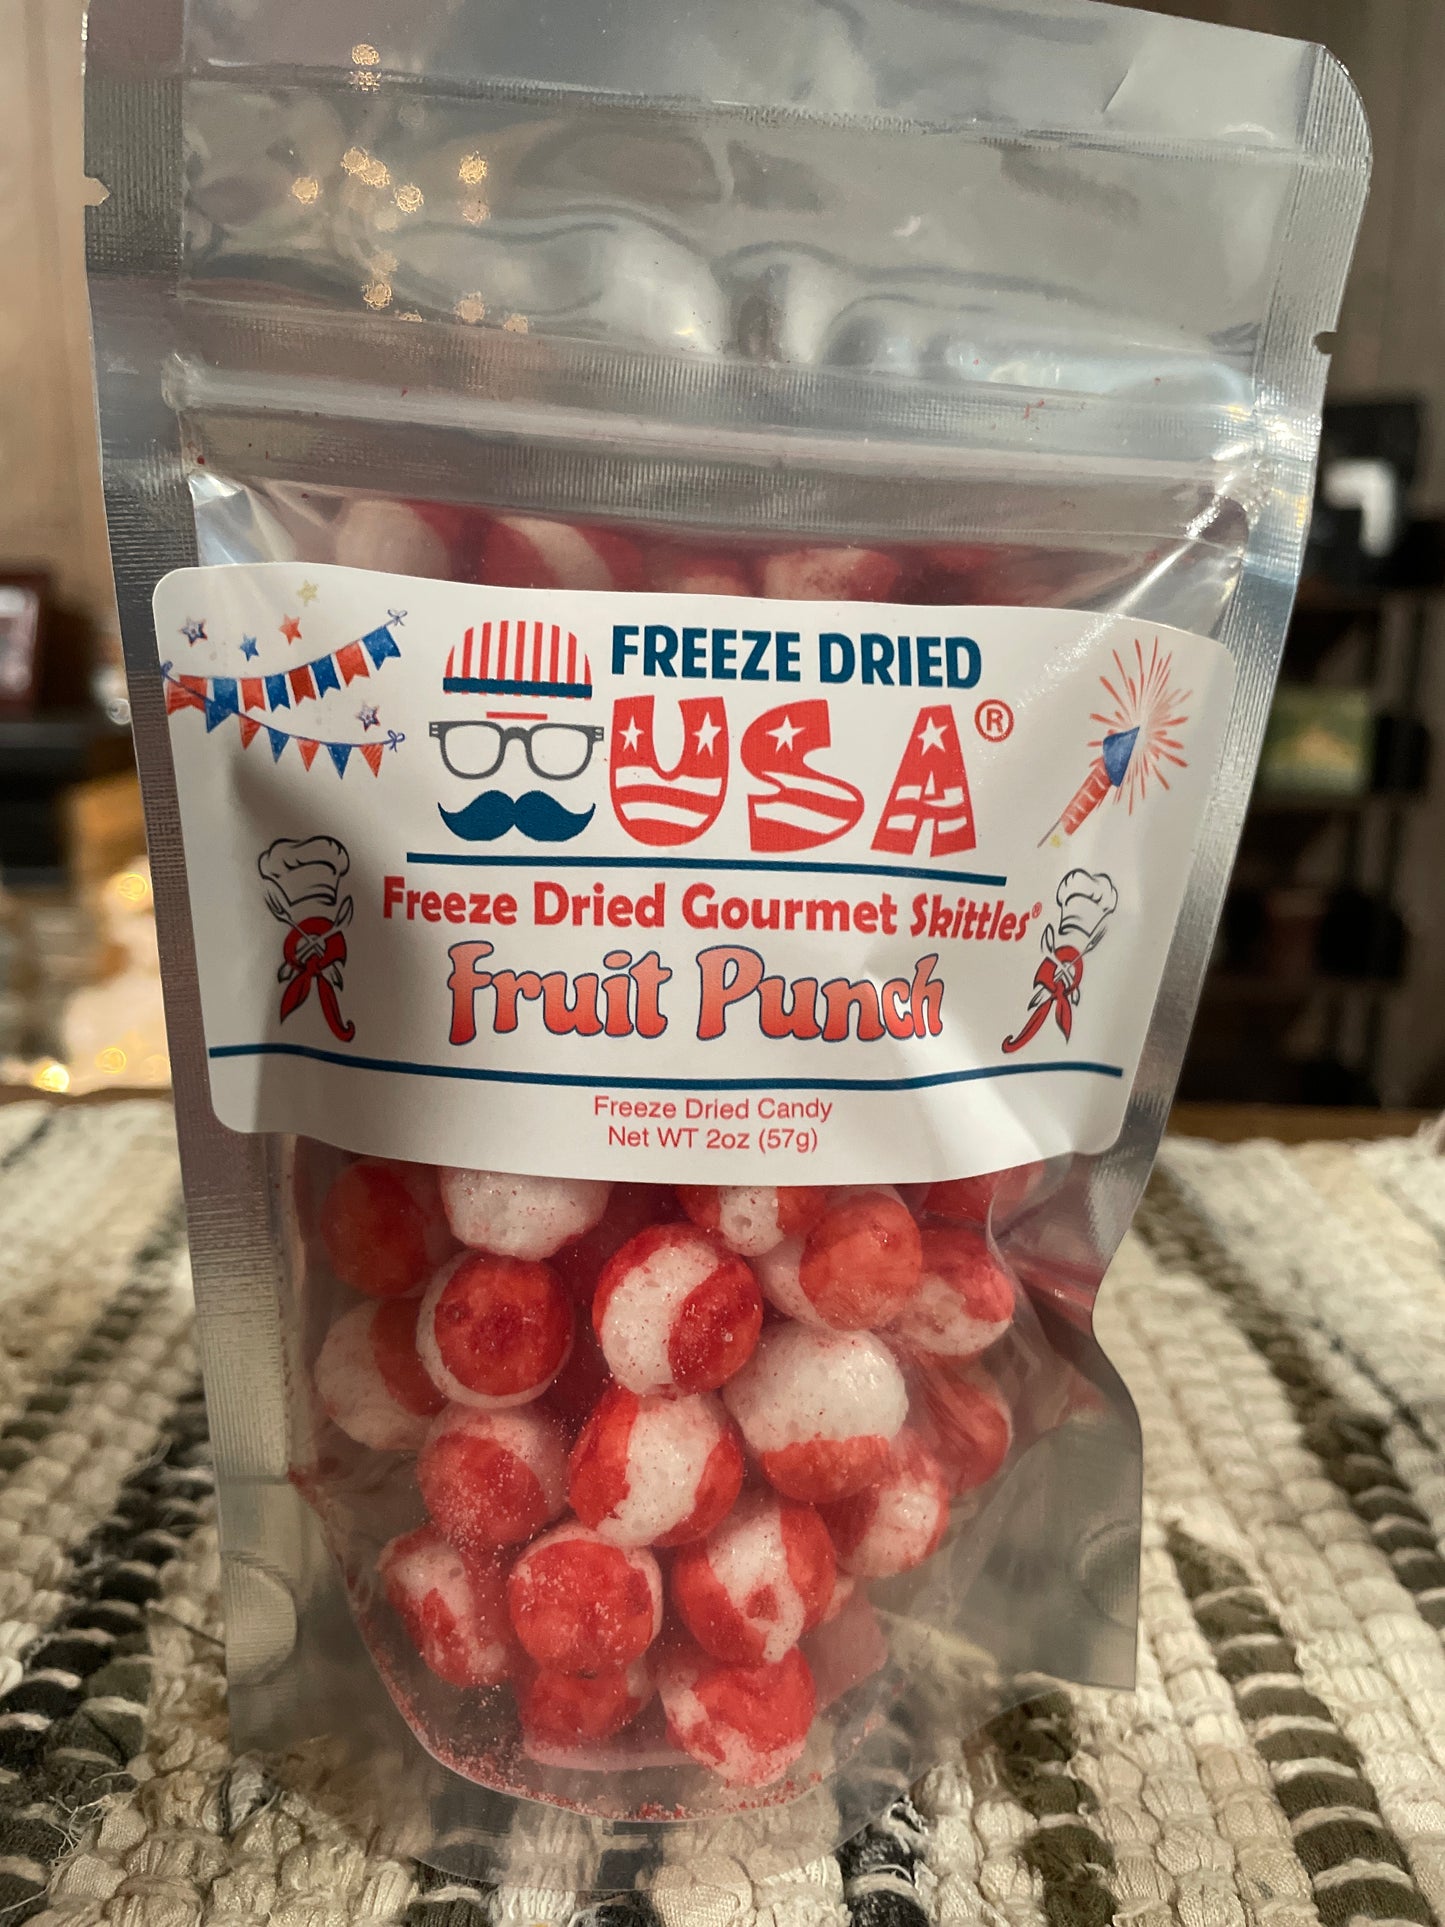 FREEZE DRIED
USA®
Freeze Dried Gourmet Skittles®
Fruit Punch
Freeze Dried Candy
Net WT 2oz (57g)